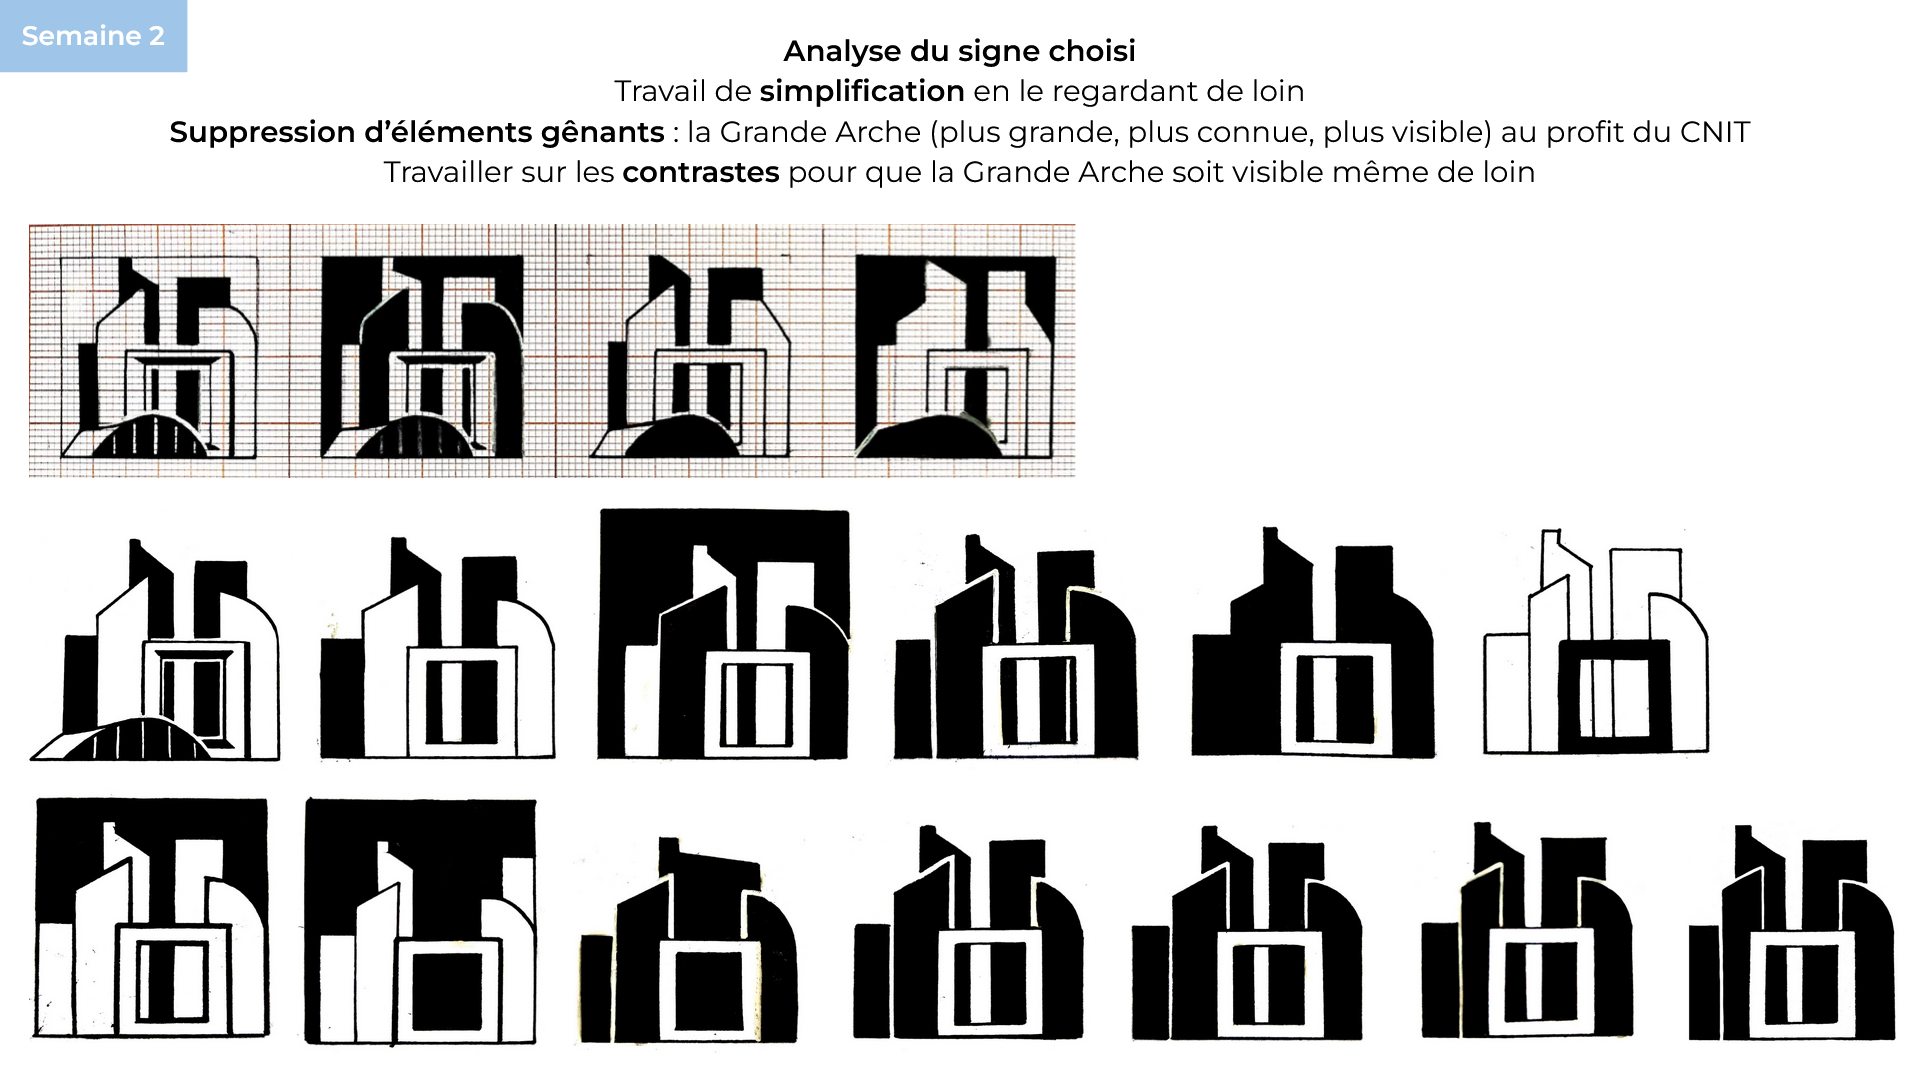 Semaine 2
Analyse du signe choisi
Travail de simplification en le regardant de loin
Suppression d’éléments gênants : la Grande Arche (plus grande, plus connue, plus visible) au profit du CNIT
Travailler sur les contrastes pour que la Grande Arche soit visible même de loin